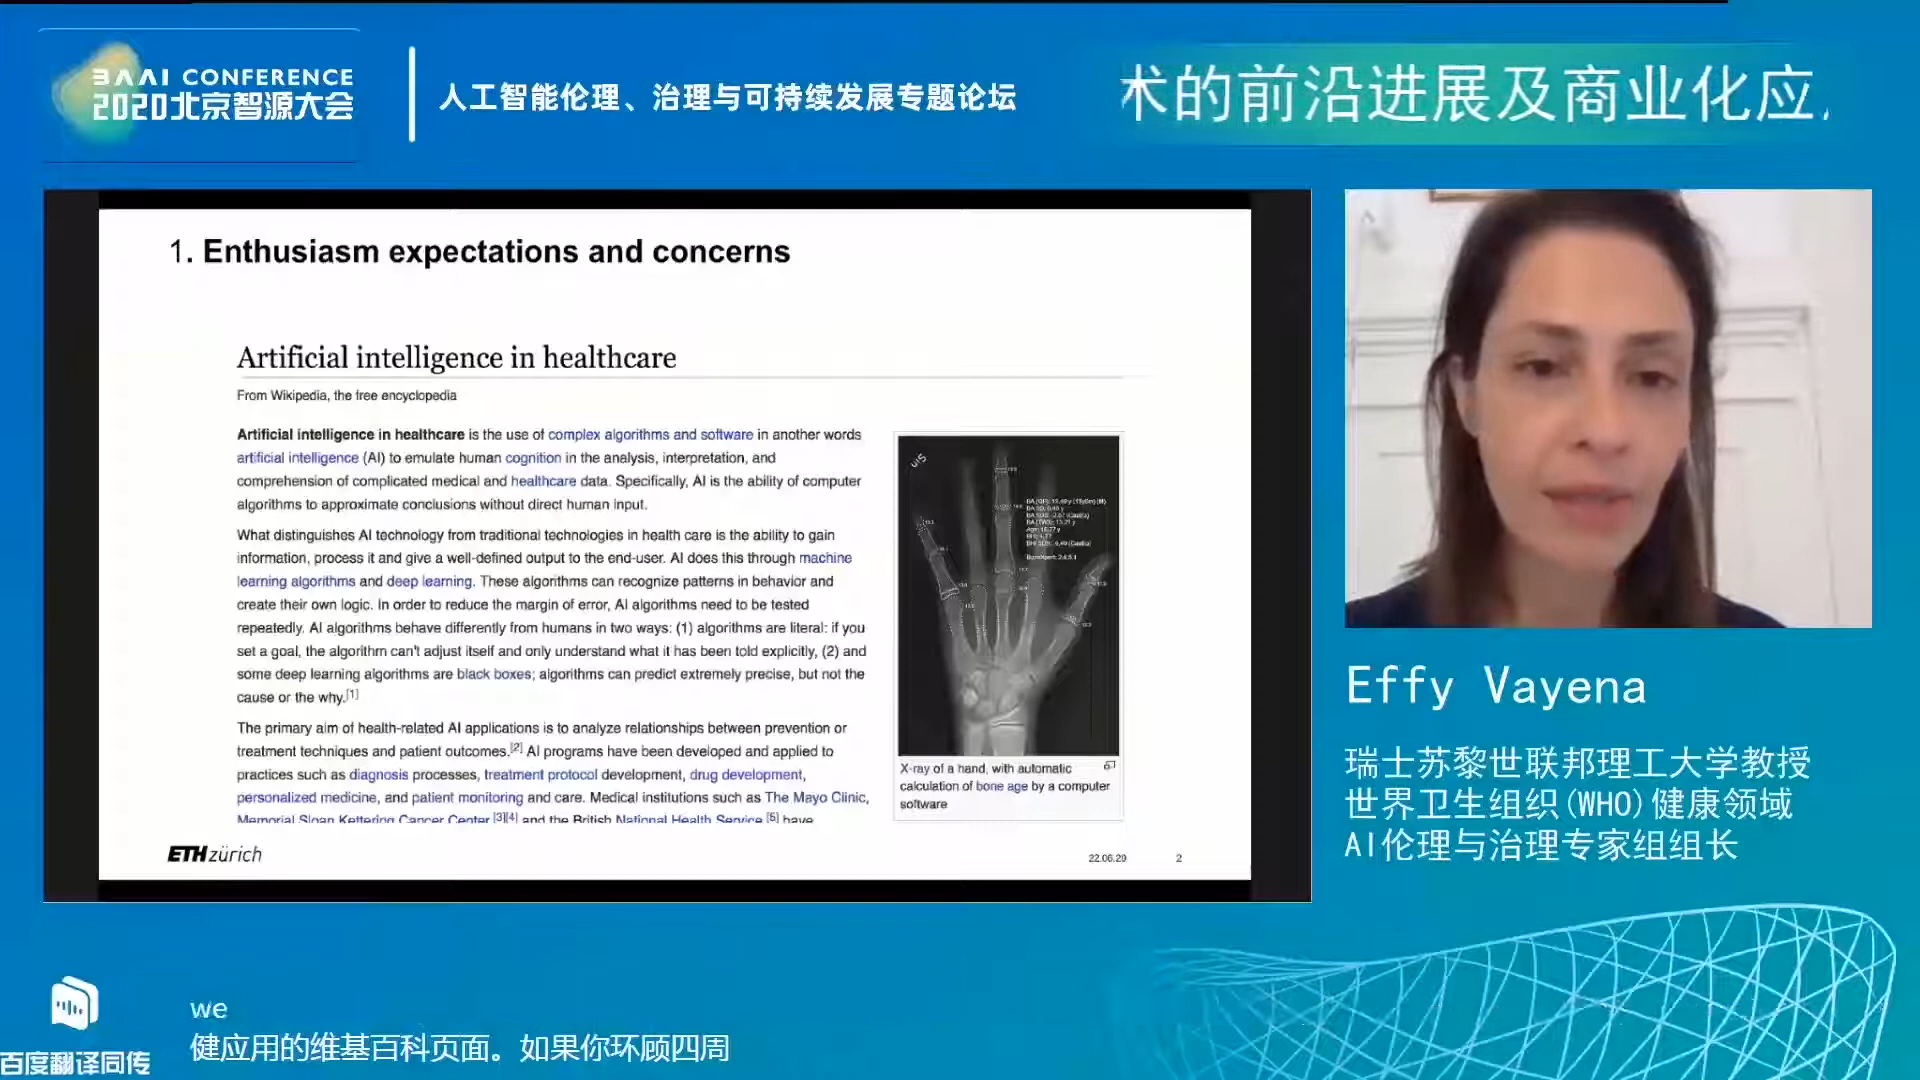 BAAI CONFERENCE
2020北京智源大会
人工智能伦理、治理与可持续发展专题论坛
术的前沿进展及商业化应
1. Enthusiasm expectations and concerns
Artificial intelligence in healthcare
From Wikipedia, the free encyclopedia
Artificial intelligence in healthcare is the use of complex algorithms and software in another words
artificial intelligence (AI) to emulate human cognition in the analysis, interpretation, and
comprehension of complicated medical and healthcare data. Specifically, AI is the ability of computer
algorithms to approximate conclusions without direct human input.
What distinguishes AI technology from traditional technologies in health care is the ability to gain
information, process it and give a well-defined output to the end-user. AI does this through machine
learning algorithms and deep learning. These algorithms can recognize patterns in behavior and
create their own logic. In order to reduce the margin of error, AI algorithms need to be tested
repeatedly. AI algorithms behave differently from humans in two ways: (1) algorithms are literal: if you
set a goal, the algorithm can't adjust itself and only understand what it has been told explicitly, (2) and
some deep learning algorithms are black boxes; algorithms can predict extremely precise, but not the
cause or the why.[1]
The primary aim of health-related AI applications is to analyze relationships between prevention or
treatment techniques and patient outcomes.[2] AI programs have been developed and applied to
practices such as diagnosis processes, treatment protocol development, drug development,
personalized medicine, and patient monitoring and care. Medical institutions such as The Mayo Clinic,
Memorial Sloan Kettering Cancer Center [3][4] and the British National Health Service [5] have
X-ray of a hand, with automatic
calculation of bone age by a computer
software
ETH zürich
22.06.20
2
Effy Vayena
瑞士苏黎世联邦理工大学教授
世界卫生组织(WHO)健康领域
AI伦理与治理专家组组长
we
健应用的维基百科页面。如果你环顾四周
百度翻译同传